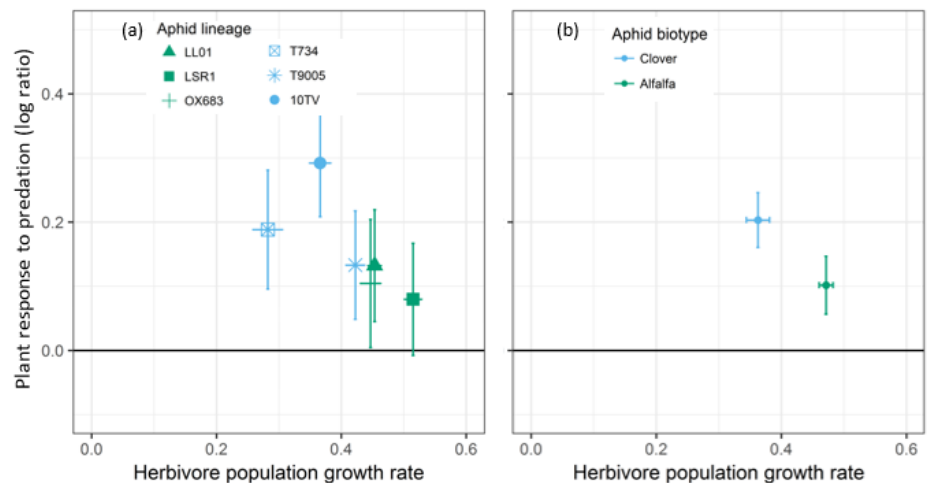 Plant response to predation (log ratio)
(a) Aphid lineage
LL01 T734
LSR1 T9005
OX683 10TV
0.4
0.2
0.0
0.0 0.2 0.4 0.6
Herbivore population growth rate
(b) Aphid biotype
Clover
Alfalfa
0.0 0.2 0.4 0.6
Herbivore population growth rate